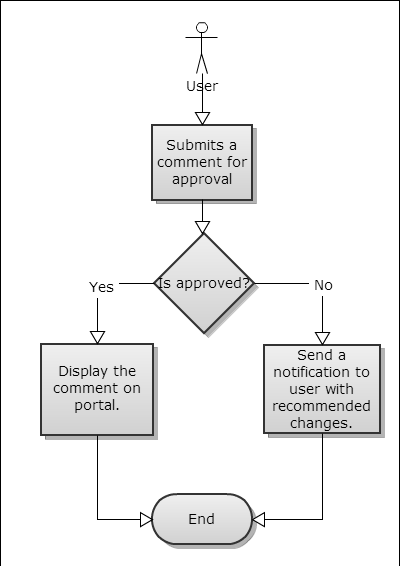 User
Submits a
comment for
approval
Is approved?
Yes
No
Display the
comment on
portal.
Send a
notification to
user with
recommended
changes.
End